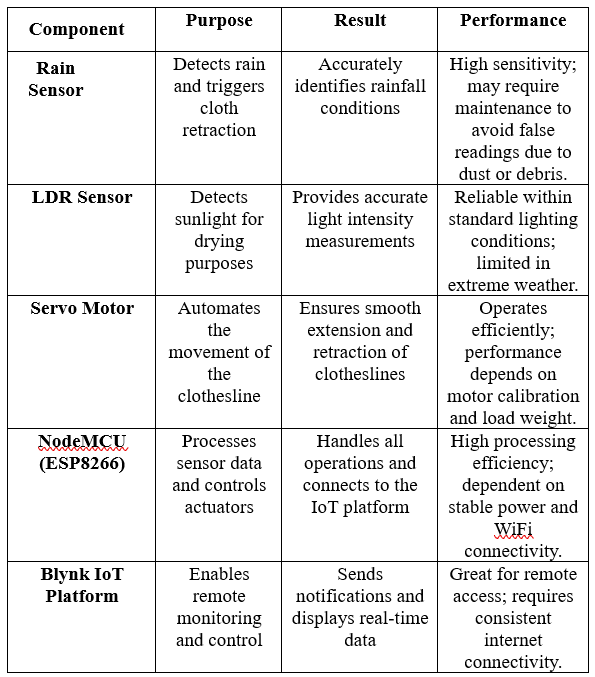 Component
Purpose
Result
Performance
Rain
Sensor
Detects rain
and triggers
cloth
retraction
Accurately
identifies rainfall
conditions
High sensitivity;
may require
maintenance to
avoid false
readings due to
dust or debris.
LDR Sensor
Detects
sunlight for
drying
purposes
Provides accurate
light intensity
measurements
Reliable within
standard lighting
conditions;
limited in
extreme weather.
Servo Motor
Automates
the
movement of
the
clothesline
Ensures smooth
extension and
retraction of
clotheslines
Operates
efficiently;
performance
depends on
motor calibration
and load weight.
NodeMCU
(ESP8266)
Processes
sensor data
and controls
actuators
Handles all
operations and
connects to the
IoT platform
High processing
efficiency;
dependent on
stable power and
WiFi
connectivity.
Blynk IoT
Platform
Enables
remote
monitoring
and control
Sends
notifications and
displays real-time
data
Great for remote
access; requires
consistent
internet
connectivity.